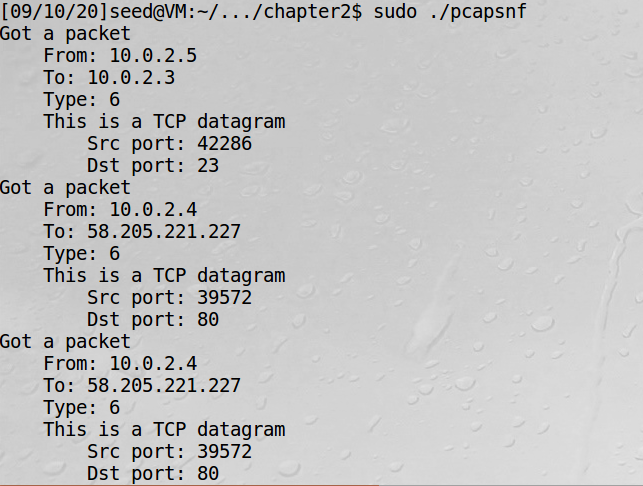 [09/10/20]seed@VM:~/.../chapter2$ sudo ./pcapsnf
Got a packet
    From: 10.0.2.5
    To: 10.0.2.3
    Type: 6
    This is a TCP datagram
        Src port: 42286
        Dst port: 23
Got a packet
    From: 10.0.2.4
    To: 58.205.221.227
    Type: 6
    This is a TCP datagram
        Src port: 39572
        Dst port: 80
Got a packet
    From: 10.0.2.4
    To: 58.205.221.227
    Type: 6
    This is a TCP datagram
        Src port: 39572
        Dst port: 80